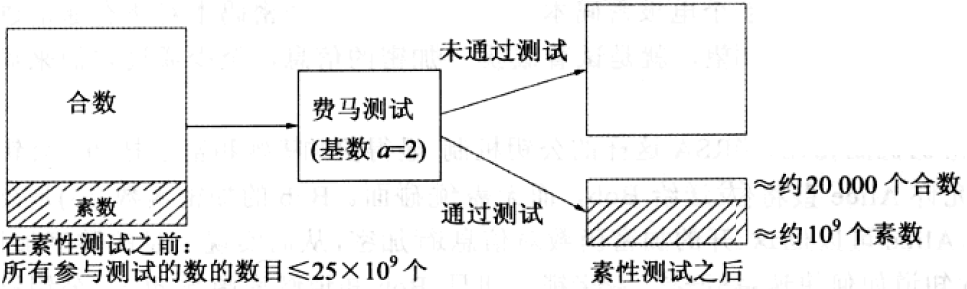 合数
素数
在素性测试之前：
所有参与测试的数的数目≤25×10⁹个
费马测试
(基数 a=2)
未通过测试
通过测试
≈约20 000 个合数
≈约10⁹个素数
素性测试之后